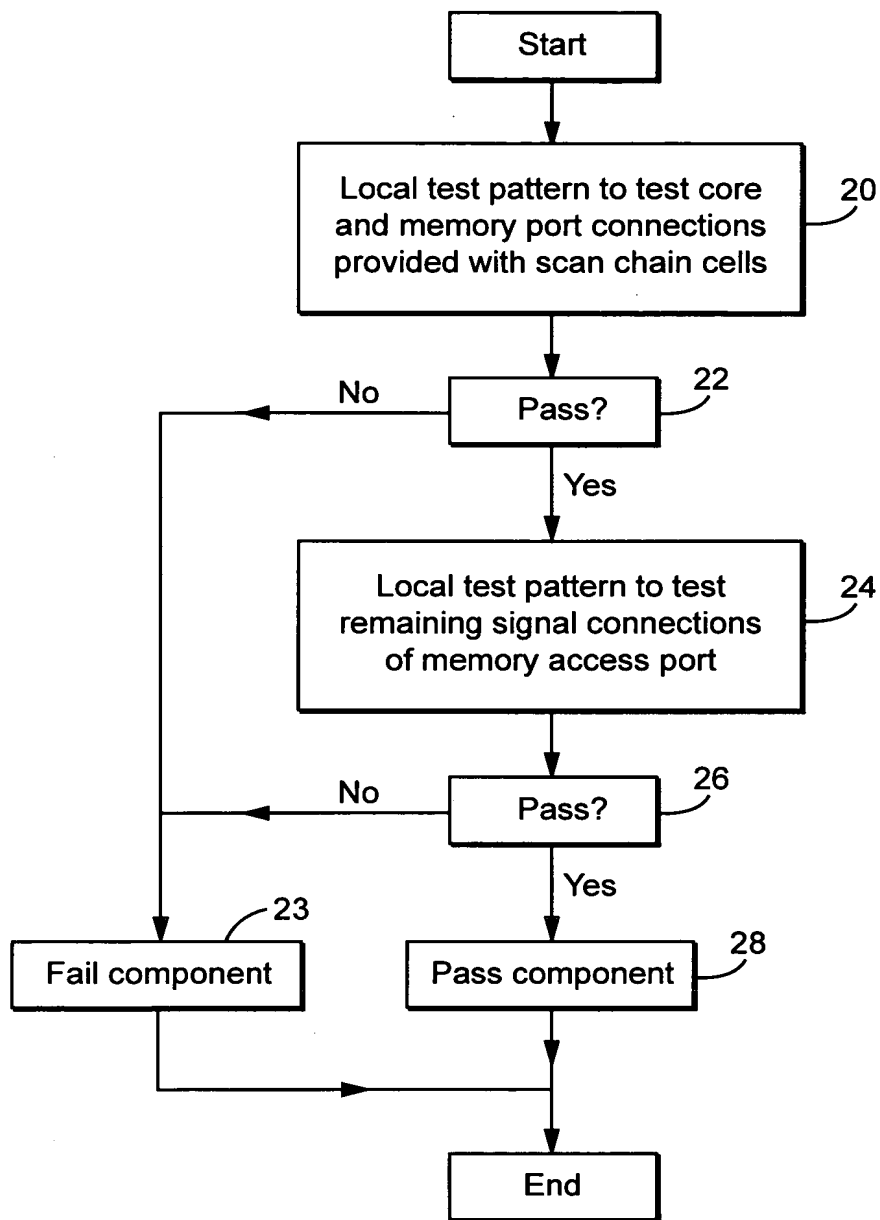 Start
Local test pattern to test core
and memory port connections
provided with scan chain cells
20
Pass?
22
No
Yes
Local test pattern to test
remaining signal connections
of memory access port
24
Pass?
26
No
Yes
Fail component
23
Pass component
28
End